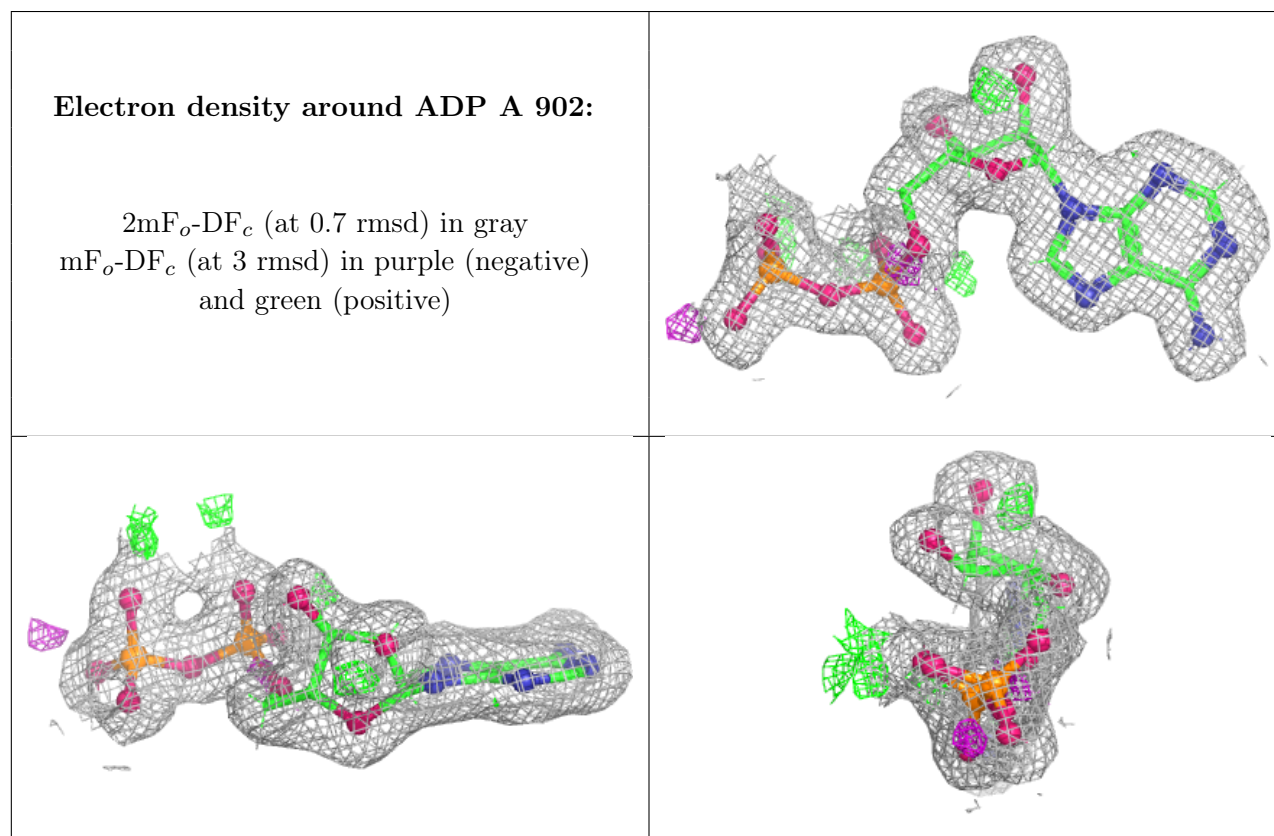 Electron density around ADP A 902:
2mFₒ-DF𝒸 (at 0.7 rmsd) in gray
mFₒ-DF𝒸 (at 3 rmsd) in purple (negative)
and green (positive)